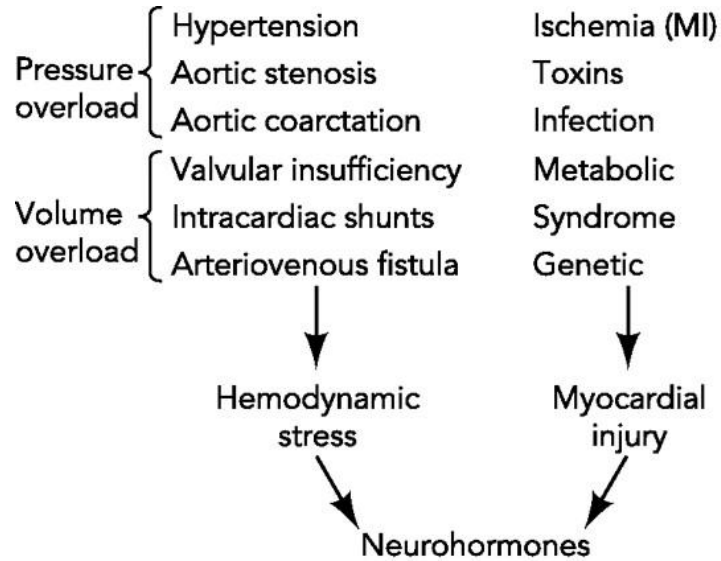 Pressure
overload
Hypertension
Aortic stenosis
Aortic coarctation
Volume
overload
Valvular insufficiency
Intracardiac shunts
Arteriovenous fistula
Ischemia (MI)
Toxins
Infection
Metabolic
Syndrome
Genetic
Hemodynamic
stress
Myocardial
injury
Neurohormones